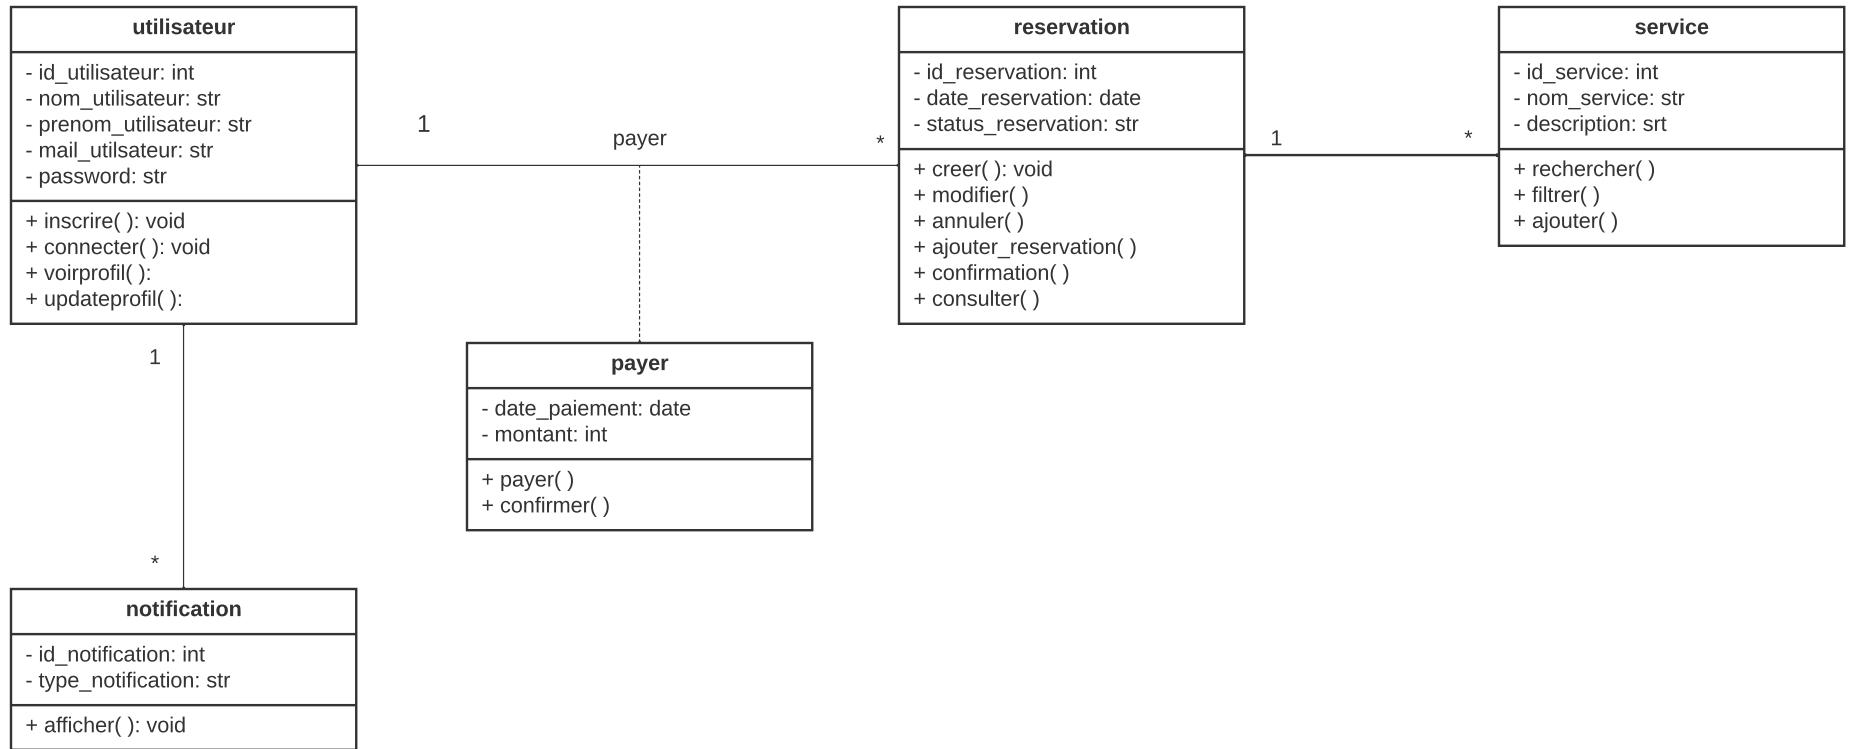 utilisateur
- id_utilisateur: int
- nom_utilisateur: str
- prenom_utilisateur: str
- mail_utilsateur: str
- password: str
+ inscrire( ): void
+ connecter( ): void
+ voirprofil( ):
+ updateprofil( ):
1
payer
*
reservation
- id_reservation: int
- date_reservation: date
- status_reservation: str
+ creer( ): void
+ modifier( )
+ annuler( )
+ ajouter_reservation( )
+ confirmation( )
+ consulter( )
1
*
service
- id_service: int
- nom_service: str
- description: srt
+ rechercher( )
+ filtrer( )
+ ajouter( )
payer
- date_paiement: date
- montant: int
+ payer( )
+ confirmer( )
1
*
notification
- id_notification: int
- type_notification: str
+ afficher( ): void